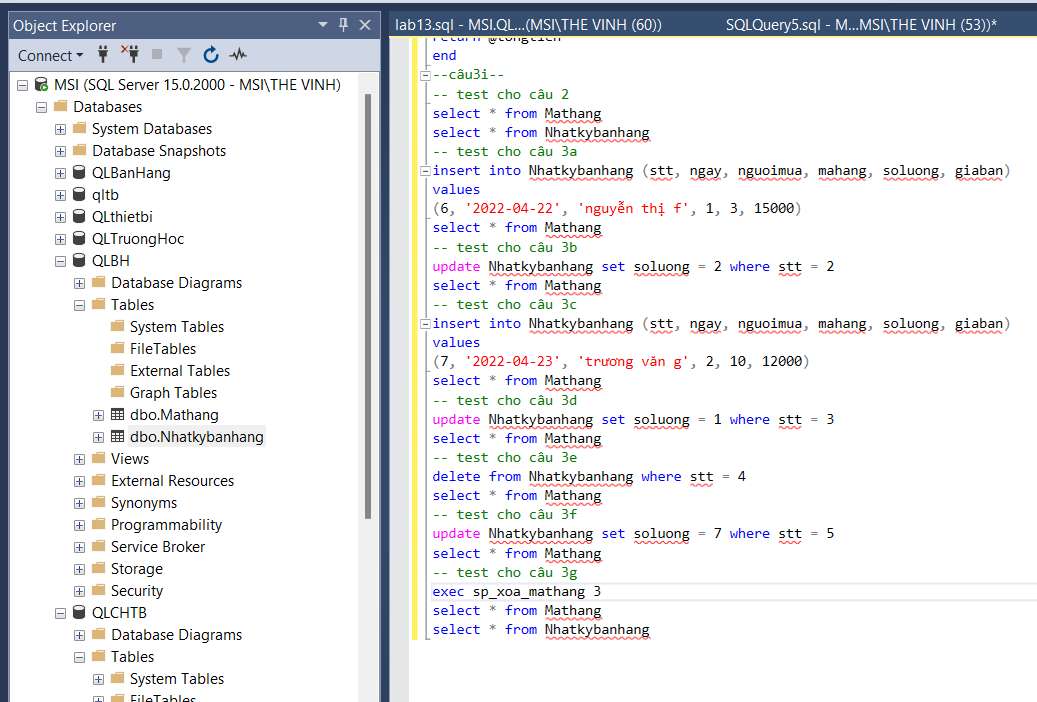 Object Explorer
Connect
MSI (SQL Server 15.0.2000 - MSI\THE VINH)
Databases
System Databases
Database Snapshots
QLBanHang
qltb
QLthietbi
QLTruongHoc
QLBH
Database Diagrams
Tables
System Tables
FileTables
External Tables
Graph Tables
dbo.Mathang
dbo.Nhatkybanhang
Views
External Resources
Synonyms
Programmability
Service Broker
Storage
Security
QLCHTB
Database Diagrams
Tables
System Tables
FileTables
lab13.sql - MSI.QL...(MSI\THE VINH (60))
SQLQuery5.sql - M...MSI\THE VINH (53))*
return @tongtien
end
--câu3i--
-- test cho câu 2
select * from Mathang
select * from Nhatkybanhang
-- test cho câu 3a
insert into Nhatkybanhang (stt, ngay, nguoimua, mahang, soluong, giaban)
values
(6, '2022-04-22', 'nguyễn thị f', 1, 3, 15000)
select * from Mathang
-- test cho câu 3b
update Nhatkybanhang set soluong = 2 where stt = 2
select * from Mathang
-- test cho câu 3c
insert into Nhatkybanhang (stt, ngay, nguoimua, mahang, soluong, giaban)
values
(7, '2022-04-23', 'trương văn g', 2, 10, 12000)
select * from Mathang
-- test cho câu 3d
update Nhatkybanhang set soluong = 1 where stt = 3
select * from Mathang
-- test cho câu 3e
delete from Nhatkybanhang where stt = 4
select * from Mathang
-- test cho câu 3f
update Nhatkybanhang set soluong = 7 where stt = 5
select * from Mathang
-- test cho câu 3g
exec sp_xoa_mathang 3
select * from Mathang
select * from Nhatkybanhang